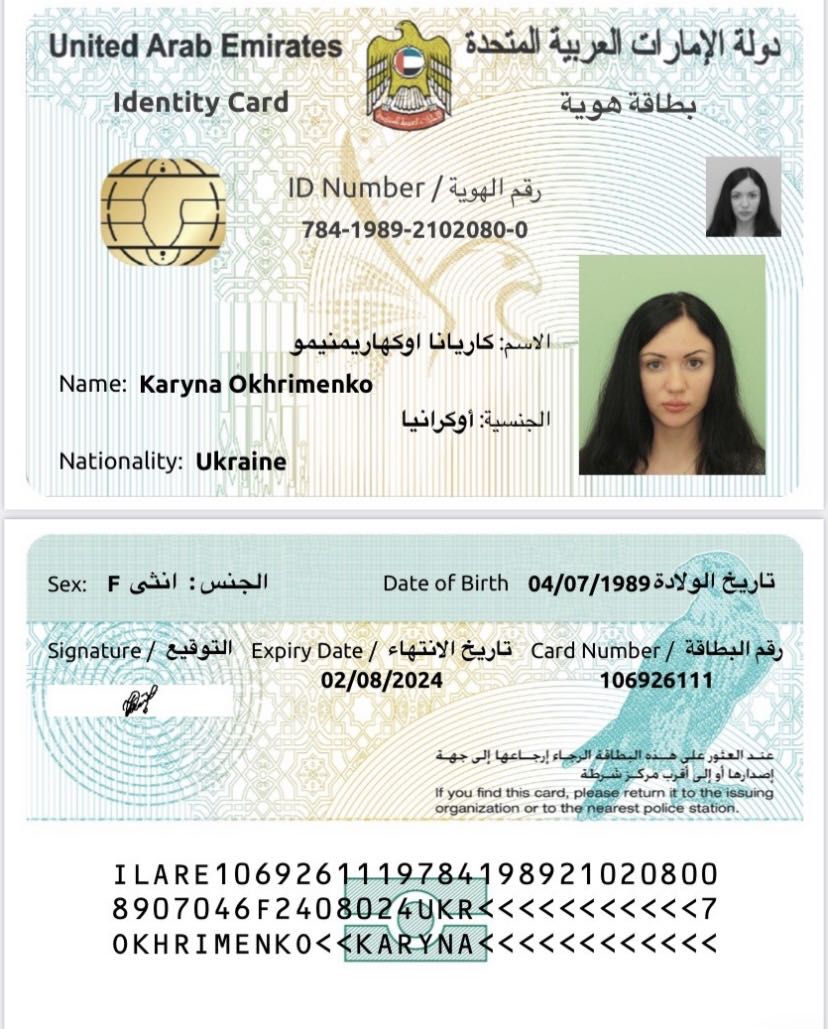 United Arab Emirates
دولة الإمارات العربية المتحدة
Identity Card
بطاقة هوية
ID Number / رقم الهوية
784-1989-2102080-0
الاسم: كاريانا اوكهاريمنيمو
Name: Karyna Okhrimenko
الجنسية: أوكرانيا
Nationality: Ukraine
Sex: F الجنس: انثى
Date of Birth 04/07/1989 تاريخ الولادة
Signature / التوقيع
Expiry Date / تاريخ الانتهاء
02/08/2024
Card Number / رقم البطاقة
106926111
عند العثور على هذه البطاقة الرجاء إرجاعها إلى جهة
إصدارها أو إلى أقرب مركز شرطة
If you find this card, please return it to the issuing
organization or to the nearest police station.
ILARE1069261119784198921020800
8907046F2408024UKR<<<<<<<<<<<7
OKHRIMENKO<<KARYNA<<<<<<<<<<<<